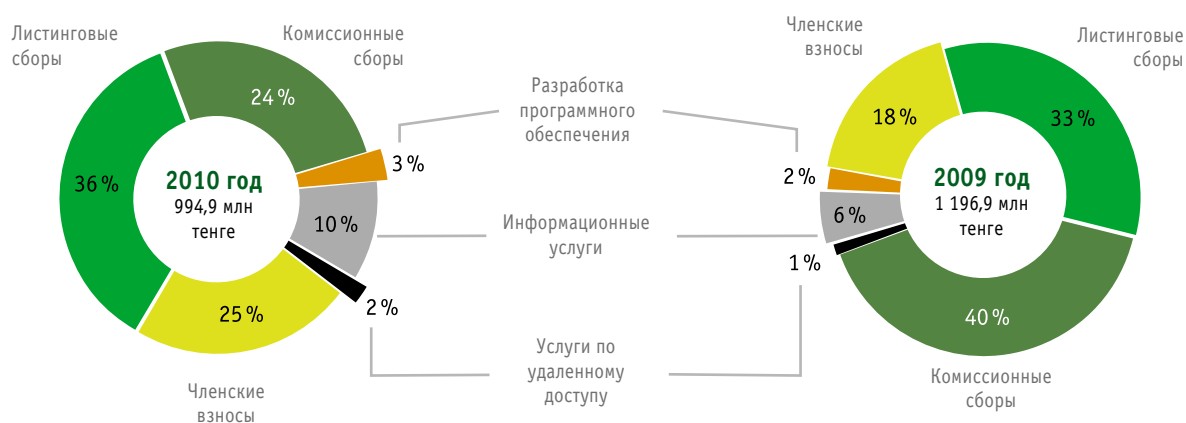 Листинговые
сборы
Комиссионные
сборы
24 %
3 %
36 %
2010 год
994,9 млн
тенге
10 %
25 %
2 %
Членские
взносы
Разработка
программного
обеспечения
Информационные
услуги
Услуги по
удаленному
доступу
Членские
взносы
Листинговые
сборы
18 %
33 %
2 %
2009 год
1 196,9 млн
тенге
6 %
1 %
40 %
Комиссионные
сборы